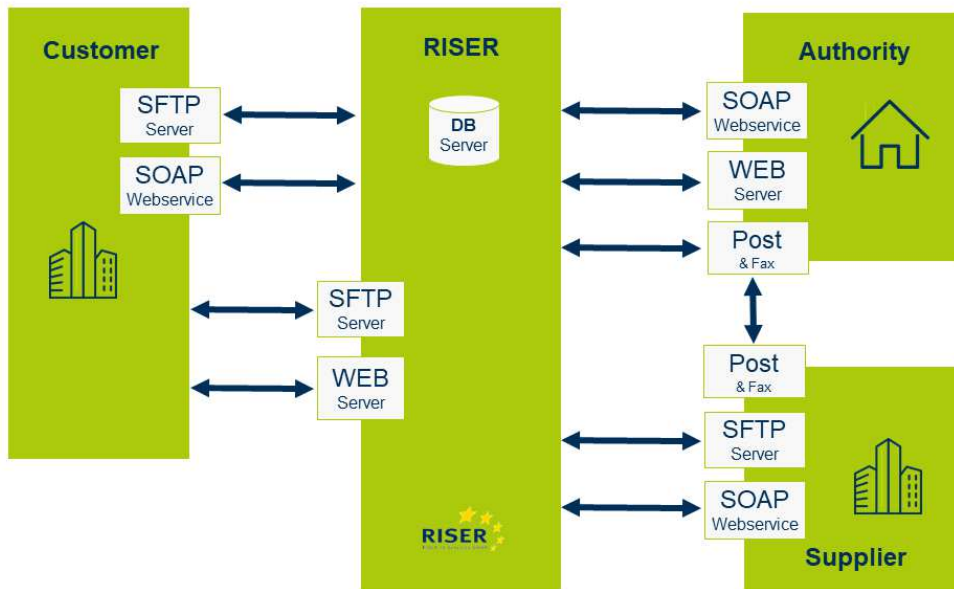 Customer
SFTP
Server
SOAP
Webservice
RISER
DB
Server
SFTP
Server
WEB
Server
RISER
Authority
SOAP
Webservice
WEB
Server
Post
& Fax
Post
& Fax
SFTP
Server
SOAP
Webservice
Supplier